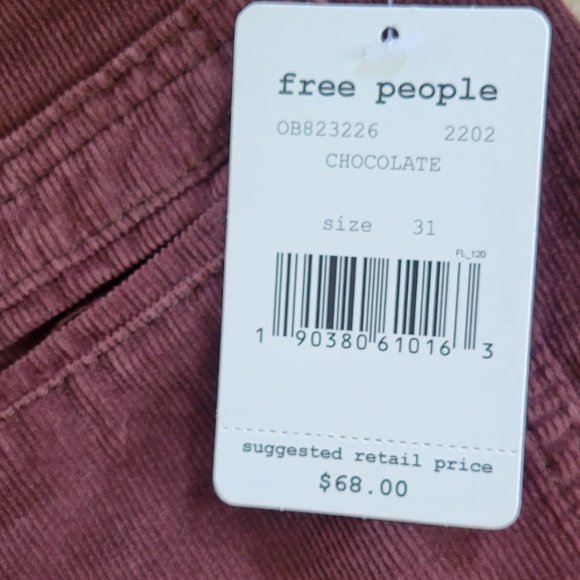 free people
OB823226 2202
CHOCOLATE
size 31
FL_120
1 90380 61016 3
suggested retail price
$68.00